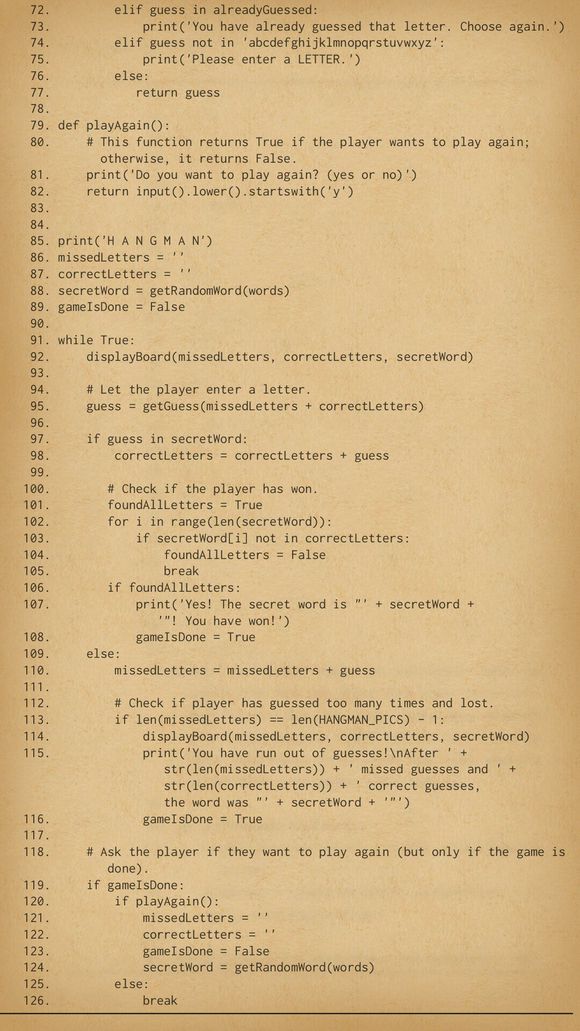 72. elif guess in alreadyGuessed:
73. print('You have already guessed that letter. Choose again.')
74. elif guess not in 'abcdefghijklmnopqrstuvwxyz':
75. print('Please enter a LETTER.')
76. else:
77. return guess
78.
79. def playAgain():
80. # This function returns True if the player wants to play again;
otherwise, it returns False.
81. print('Do you want to play again? (yes or no)')
82. return input().lower().startswith('y')
83.
84.
85. print('H A N G M A N')
86. missedLetters = ''
87. correctLetters = ''
88. secretWord = getRandomWord(words)
89. gameIsDone = False
90.
91. while True:
92. displayBoard(missedLetters, correctLetters, secretWord)
93.
94. # Let the player enter a letter.
95. guess = getGuess(missedLetters + correctLetters)
96.
97. if guess in secretWord:
98. correctLetters = correctLetters + guess
99.
100. # Check if the player has won.
101. foundAllLetters = True
102. for i in range(len(secretWord)):
103. if secretWord[i] not in correctLetters:
104. foundAllLetters = False
105. break
106. if foundAllLetters:
107. print('Yes! The secret word is "' + secretWord +
'"! You have won!')
108. gameIsDone = True
109. else:
110. missedLetters = missedLetters + guess
111.
112. # Check if player has guessed too many times and lost.
113. if len(missedLetters) == len(HANGMAN_PICS) - 1:
114. displayBoard(missedLetters, correctLetters, secretWord)
115. print('You have run out of guesses!\nAfter ' +
str(len(missedLetters)) + ' missed guesses and ' +
str(len(correctLetters)) + ' correct guesses,
the word was "' + secretWord + '"')
116. gameIsDone = True
117.
118. # Ask the player if they want to play again (but only if the game is
done).
119. if gameIsDone:
120. if playAgain():
121. missedLetters = ''
122. correctLetters = ''
123. gameIsDone = False
124. secretWord = getRandomWord(words)
125. else:
126. break